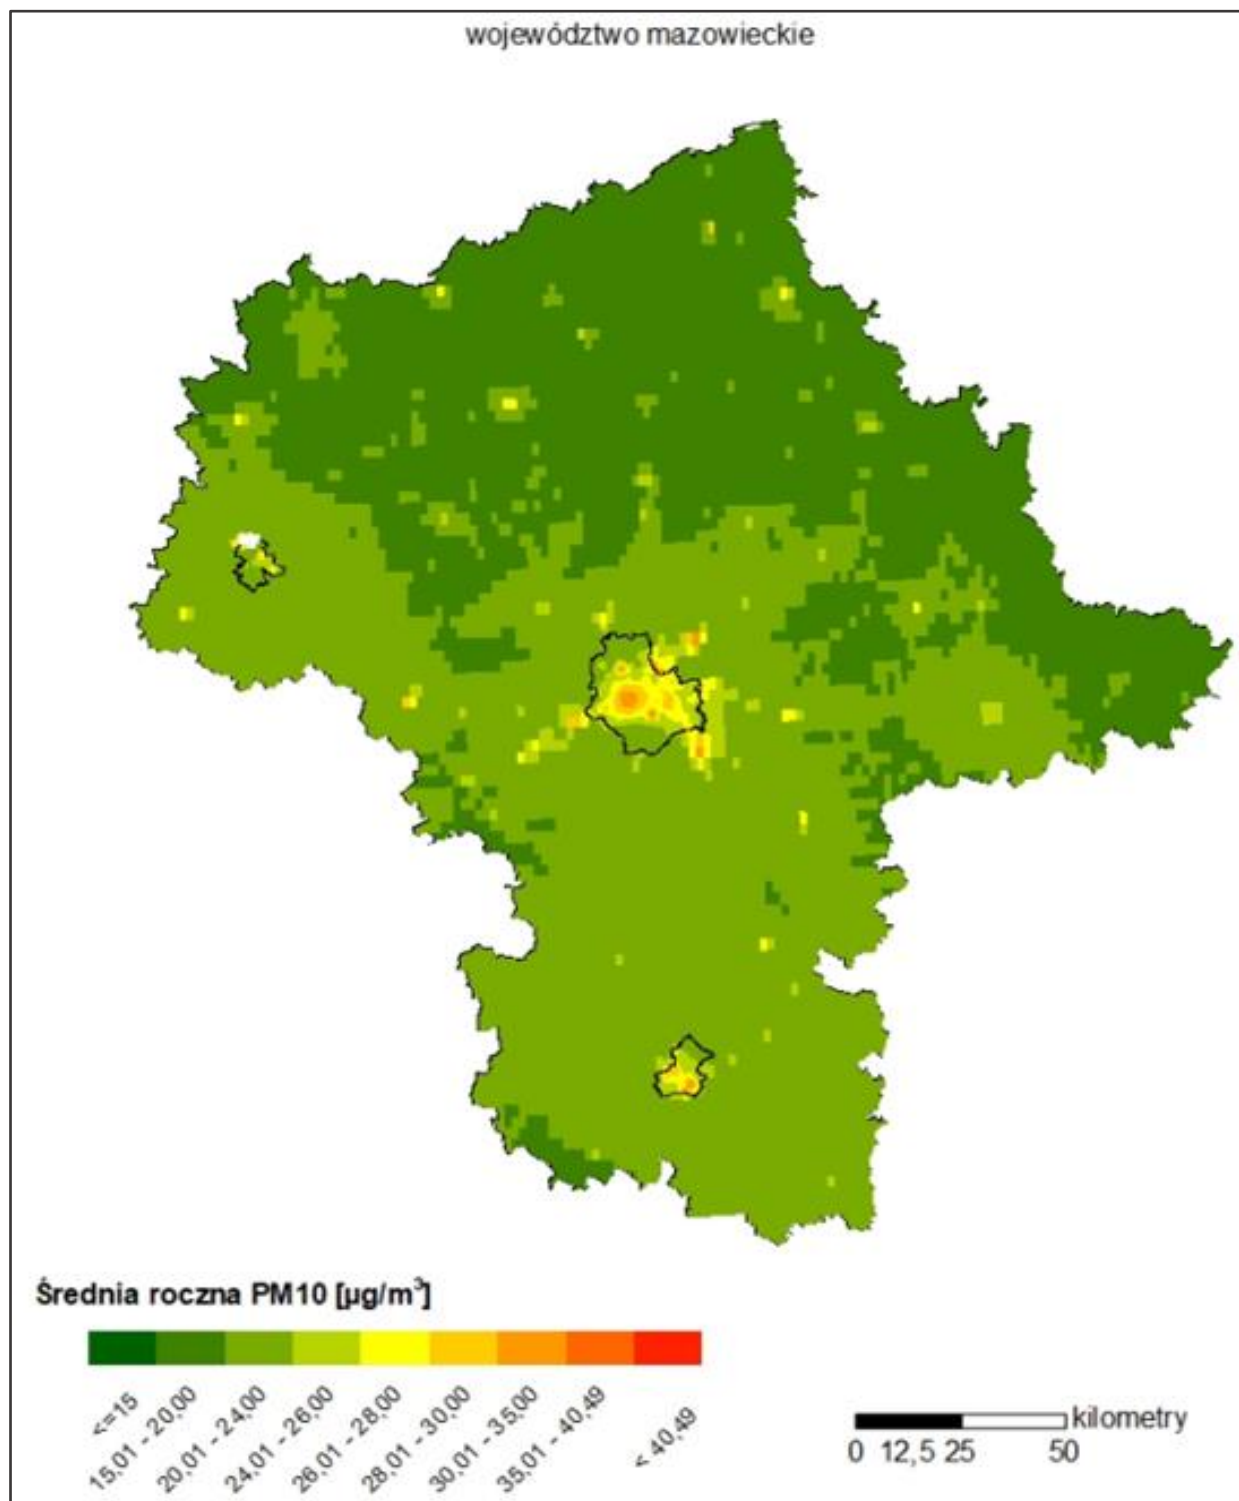 województwo mazowieckie
Średnia roczna PM10 [µg/m³]
<=15
15,01 - 20,00
20,01 - 24,00
24,01 - 26,00
26,01 - 28,00
28,01 - 30,00
30,01 - 35,00
35,01 - 40,49
< 40,49
kilometry
0 12,5 25 50